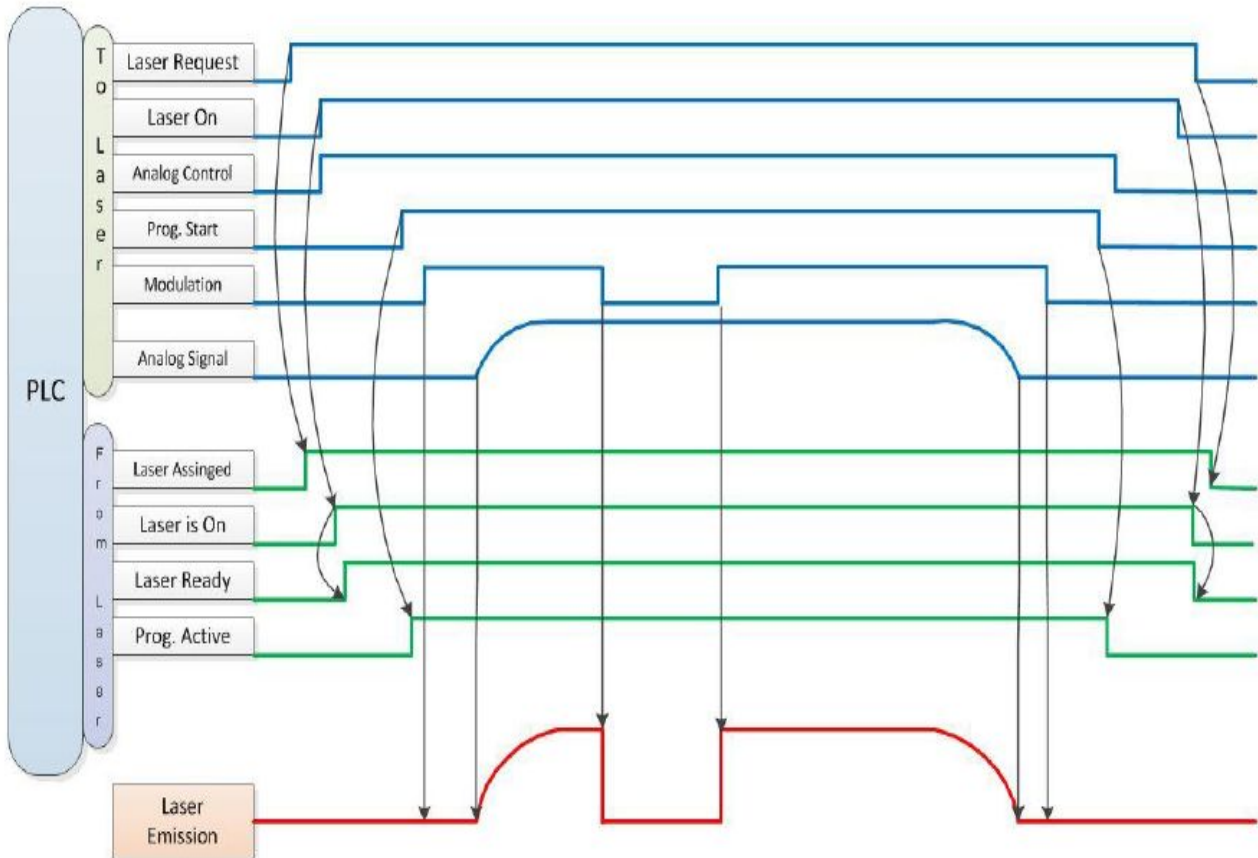 PLC
To Laser
Laser Request
Laser On
Analog Control
Prog. Start
Modulation
Analog Signal
From Laser
Laser Assinged
Laser is On
Laser Ready
Prog. Active
Laser
Emission